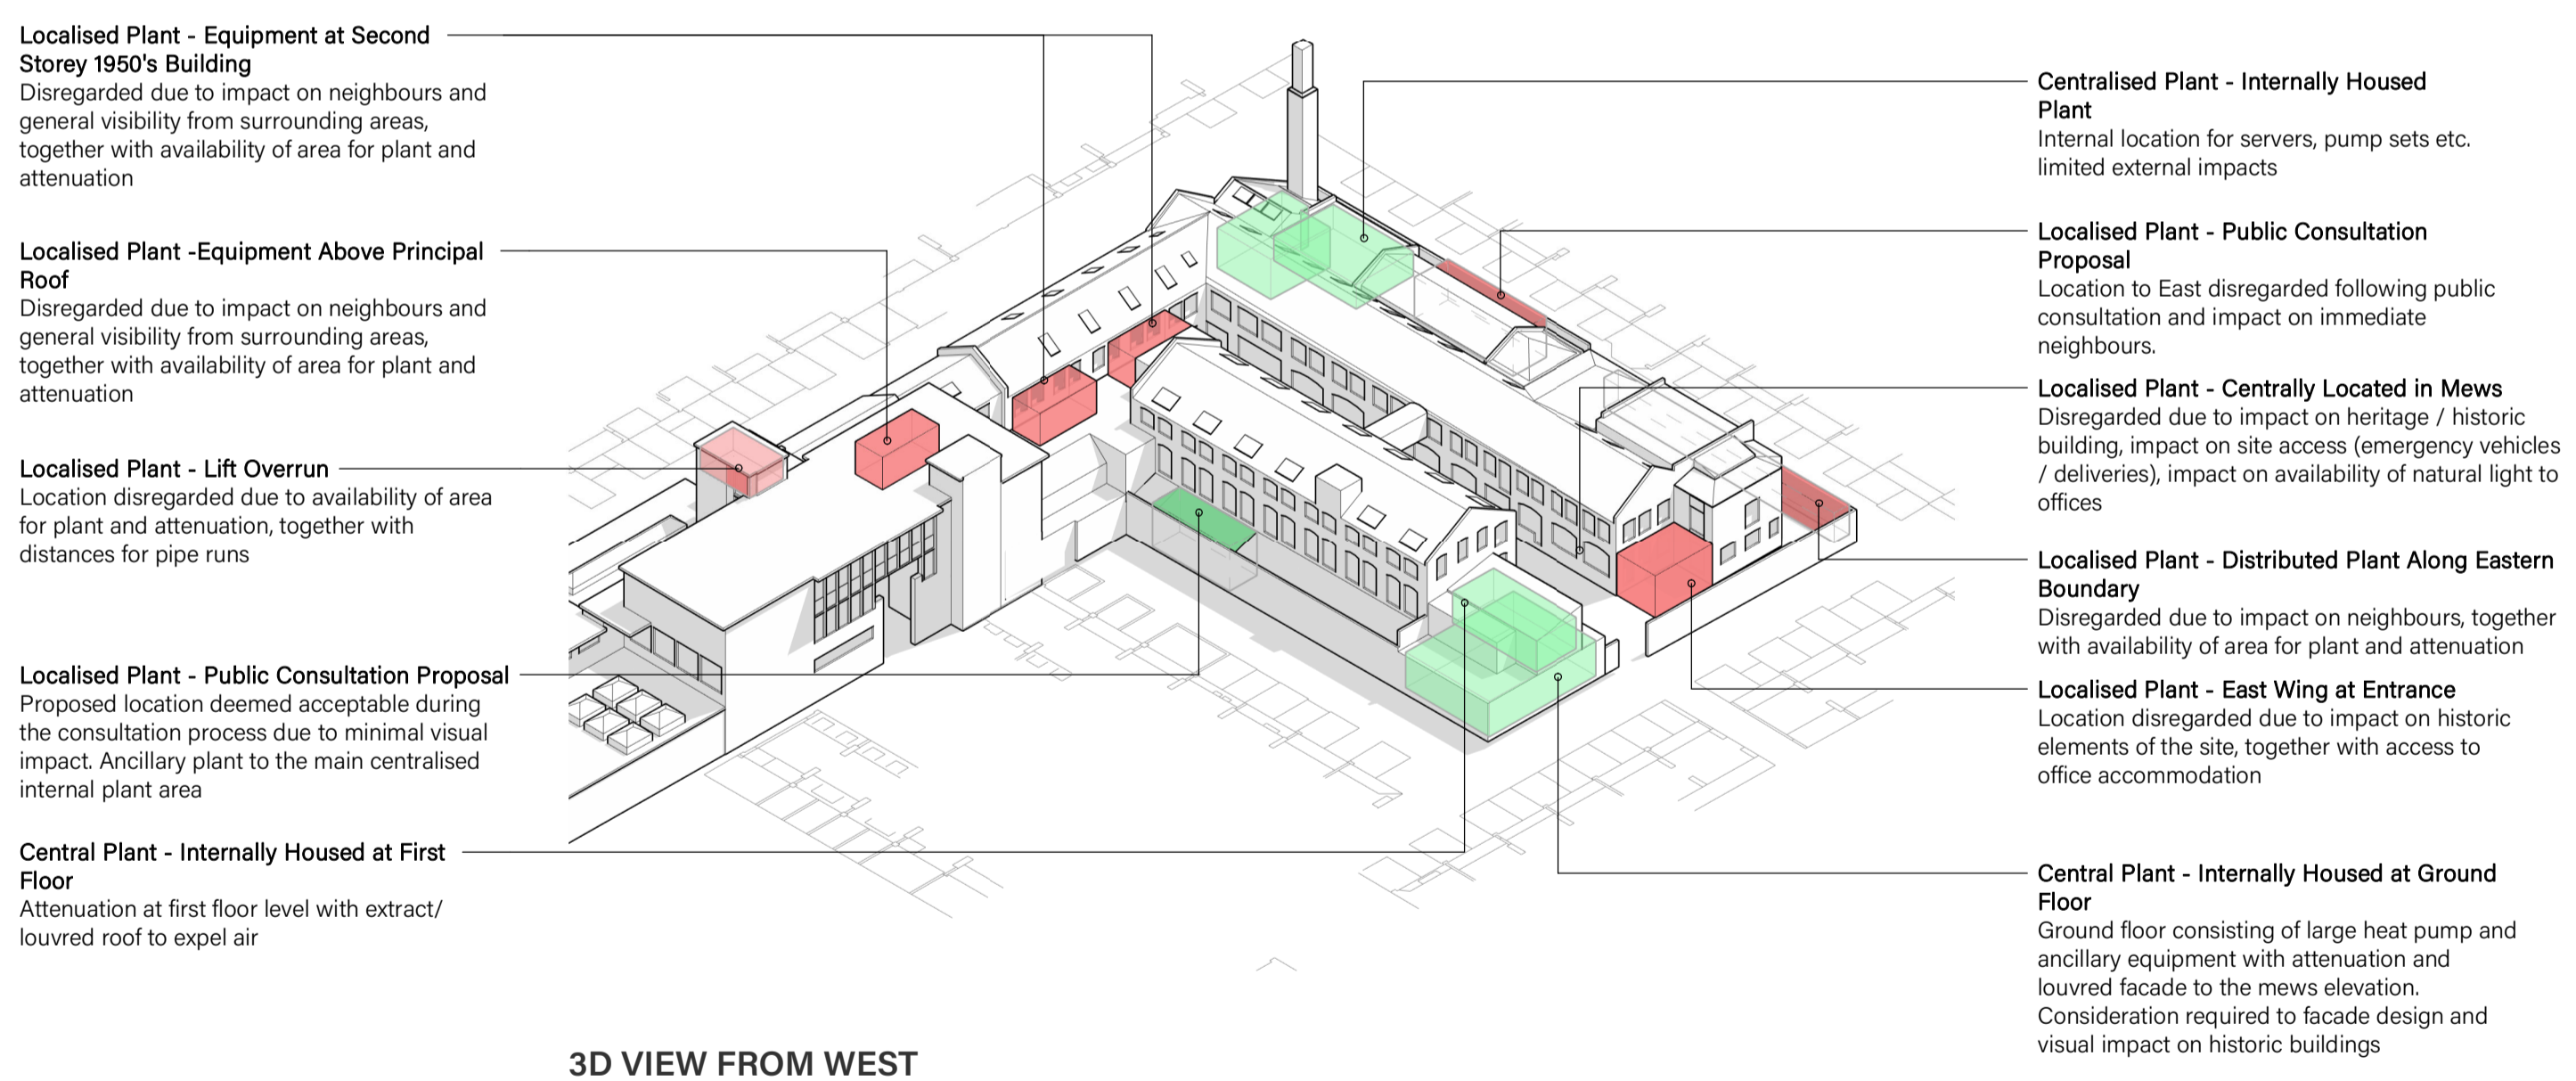 Localised Plant - Equipment at Second
Storey 1950's Building
Disregarded due to impact on neighbours and
general visibility from surrounding areas,
together with availability of area for plant and
attenuation
Localised Plant -Equipment Above Principal
Roof
Disregarded due to impact on neighbours and
general visibility from surrounding areas,
together with availability of area for plant and
attenuation
Localised Plant - Lift Overrun
Location disregarded due to availability of area
for plant and attenuation, together with
distances for pipe runs
Localised Plant - Public Consultation Proposal
Proposed location deemed acceptable during
the consultation process due to minimal visual
impact. Ancillary plant to the main centralised
internal plant area
Central Plant - Internally Housed at First
Floor
Attenuation at first floor level with extract/
louvred roof to expel air
Centralised Plant - Internally Housed
Plant
Internal location for servers, pump sets etc.
limited external impacts
Localised Plant - Public Consultation
Proposal
Location to East disregarded following public
consultation and impact on immediate
neighbours.
Localised Plant - Centrally Located in Mews
Disregarded due to impact on heritage / historic
building, impact on site access (emergency vehicles
/ deliveries), impact on availability of natural light to
offices
Localised Plant - Distributed Plant Along Eastern
Boundary
Disregarded due to impact on neighbours, together
with availability of area for plant and attenuation
Localised Plant - East Wing at Entrance
Location disregarded due to impact on historic
elements of the site, together with access to
office accommodation
Central Plant - Internally Housed at Ground
Floor
Ground floor consisting of large heat pump and
ancillary equipment with attenuation and
louvred facade to the mews elevation.
Consideration required to facade design and
visual impact on historic buildings
3D VIEW FROM WEST